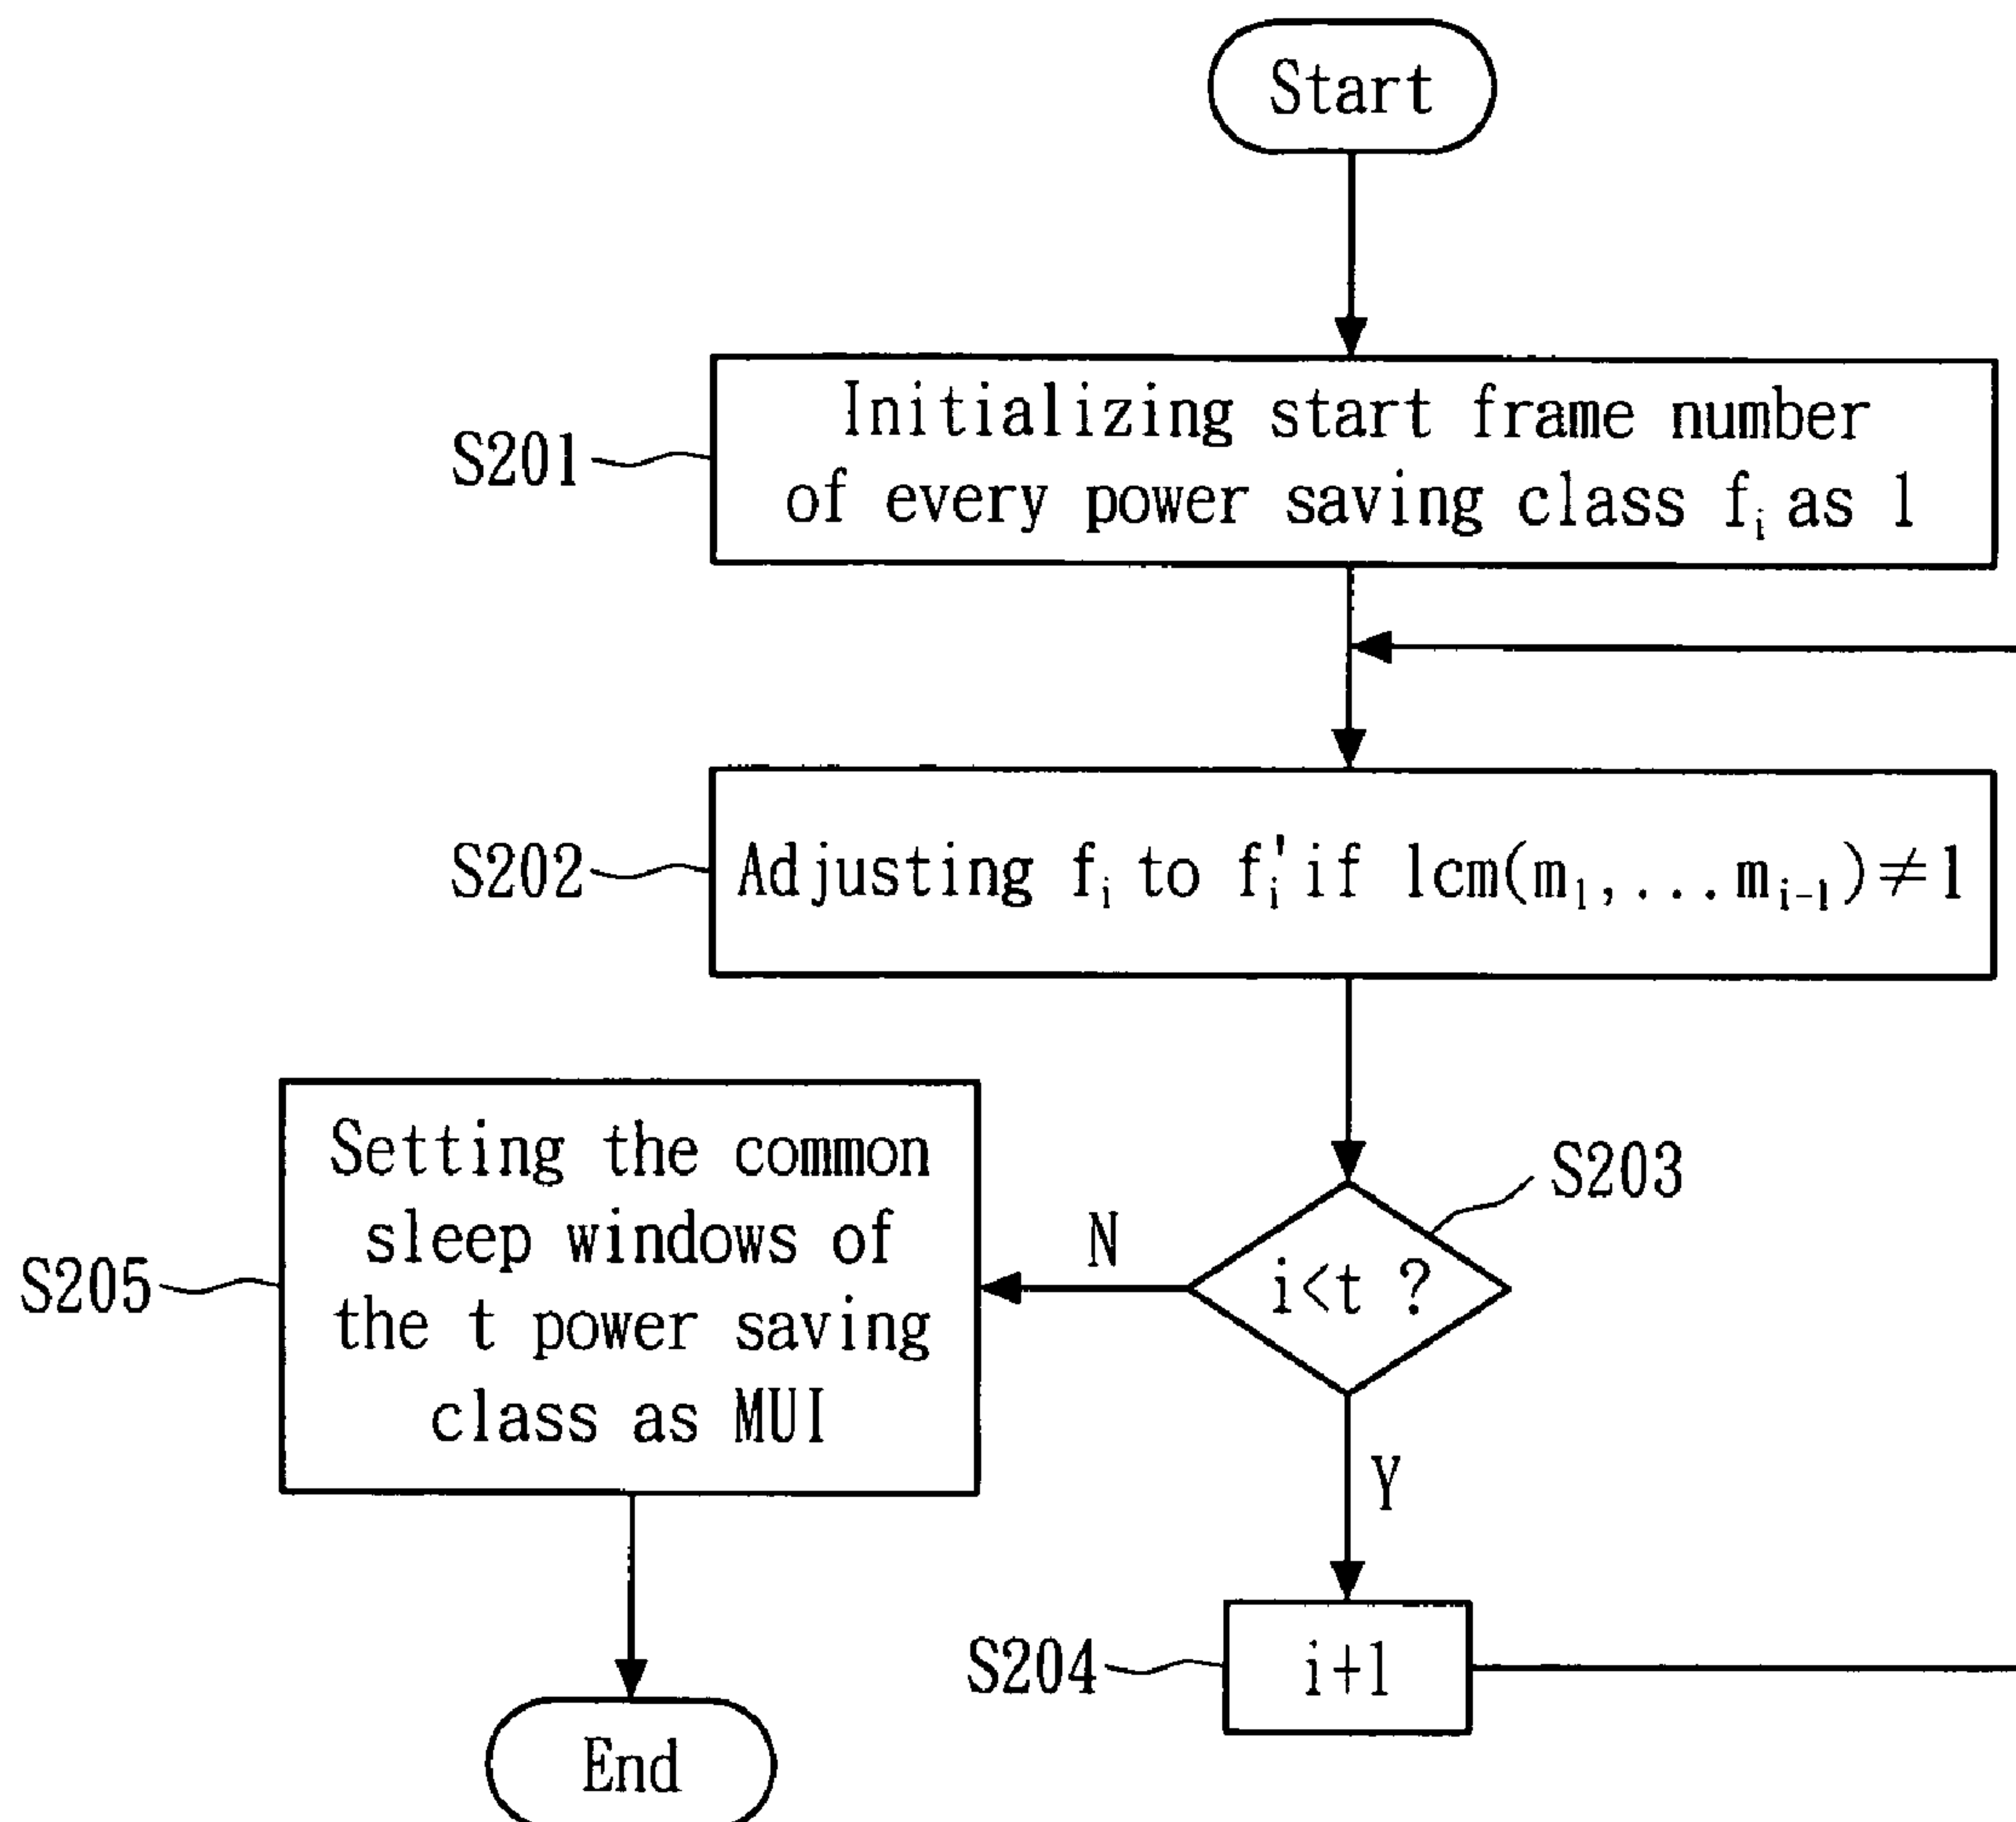 Start
S201
Initializing start frame number
of every power saving class fᵢ as 1
S202
Adjusting fᵢ to fᵢ' if lcm(m₁,...mᵢ₋₁)≠1
S203
i<t ?
N
Y
S205
Setting the common
sleep windows of
the t power saving
class as MUI
S204
i+1
End